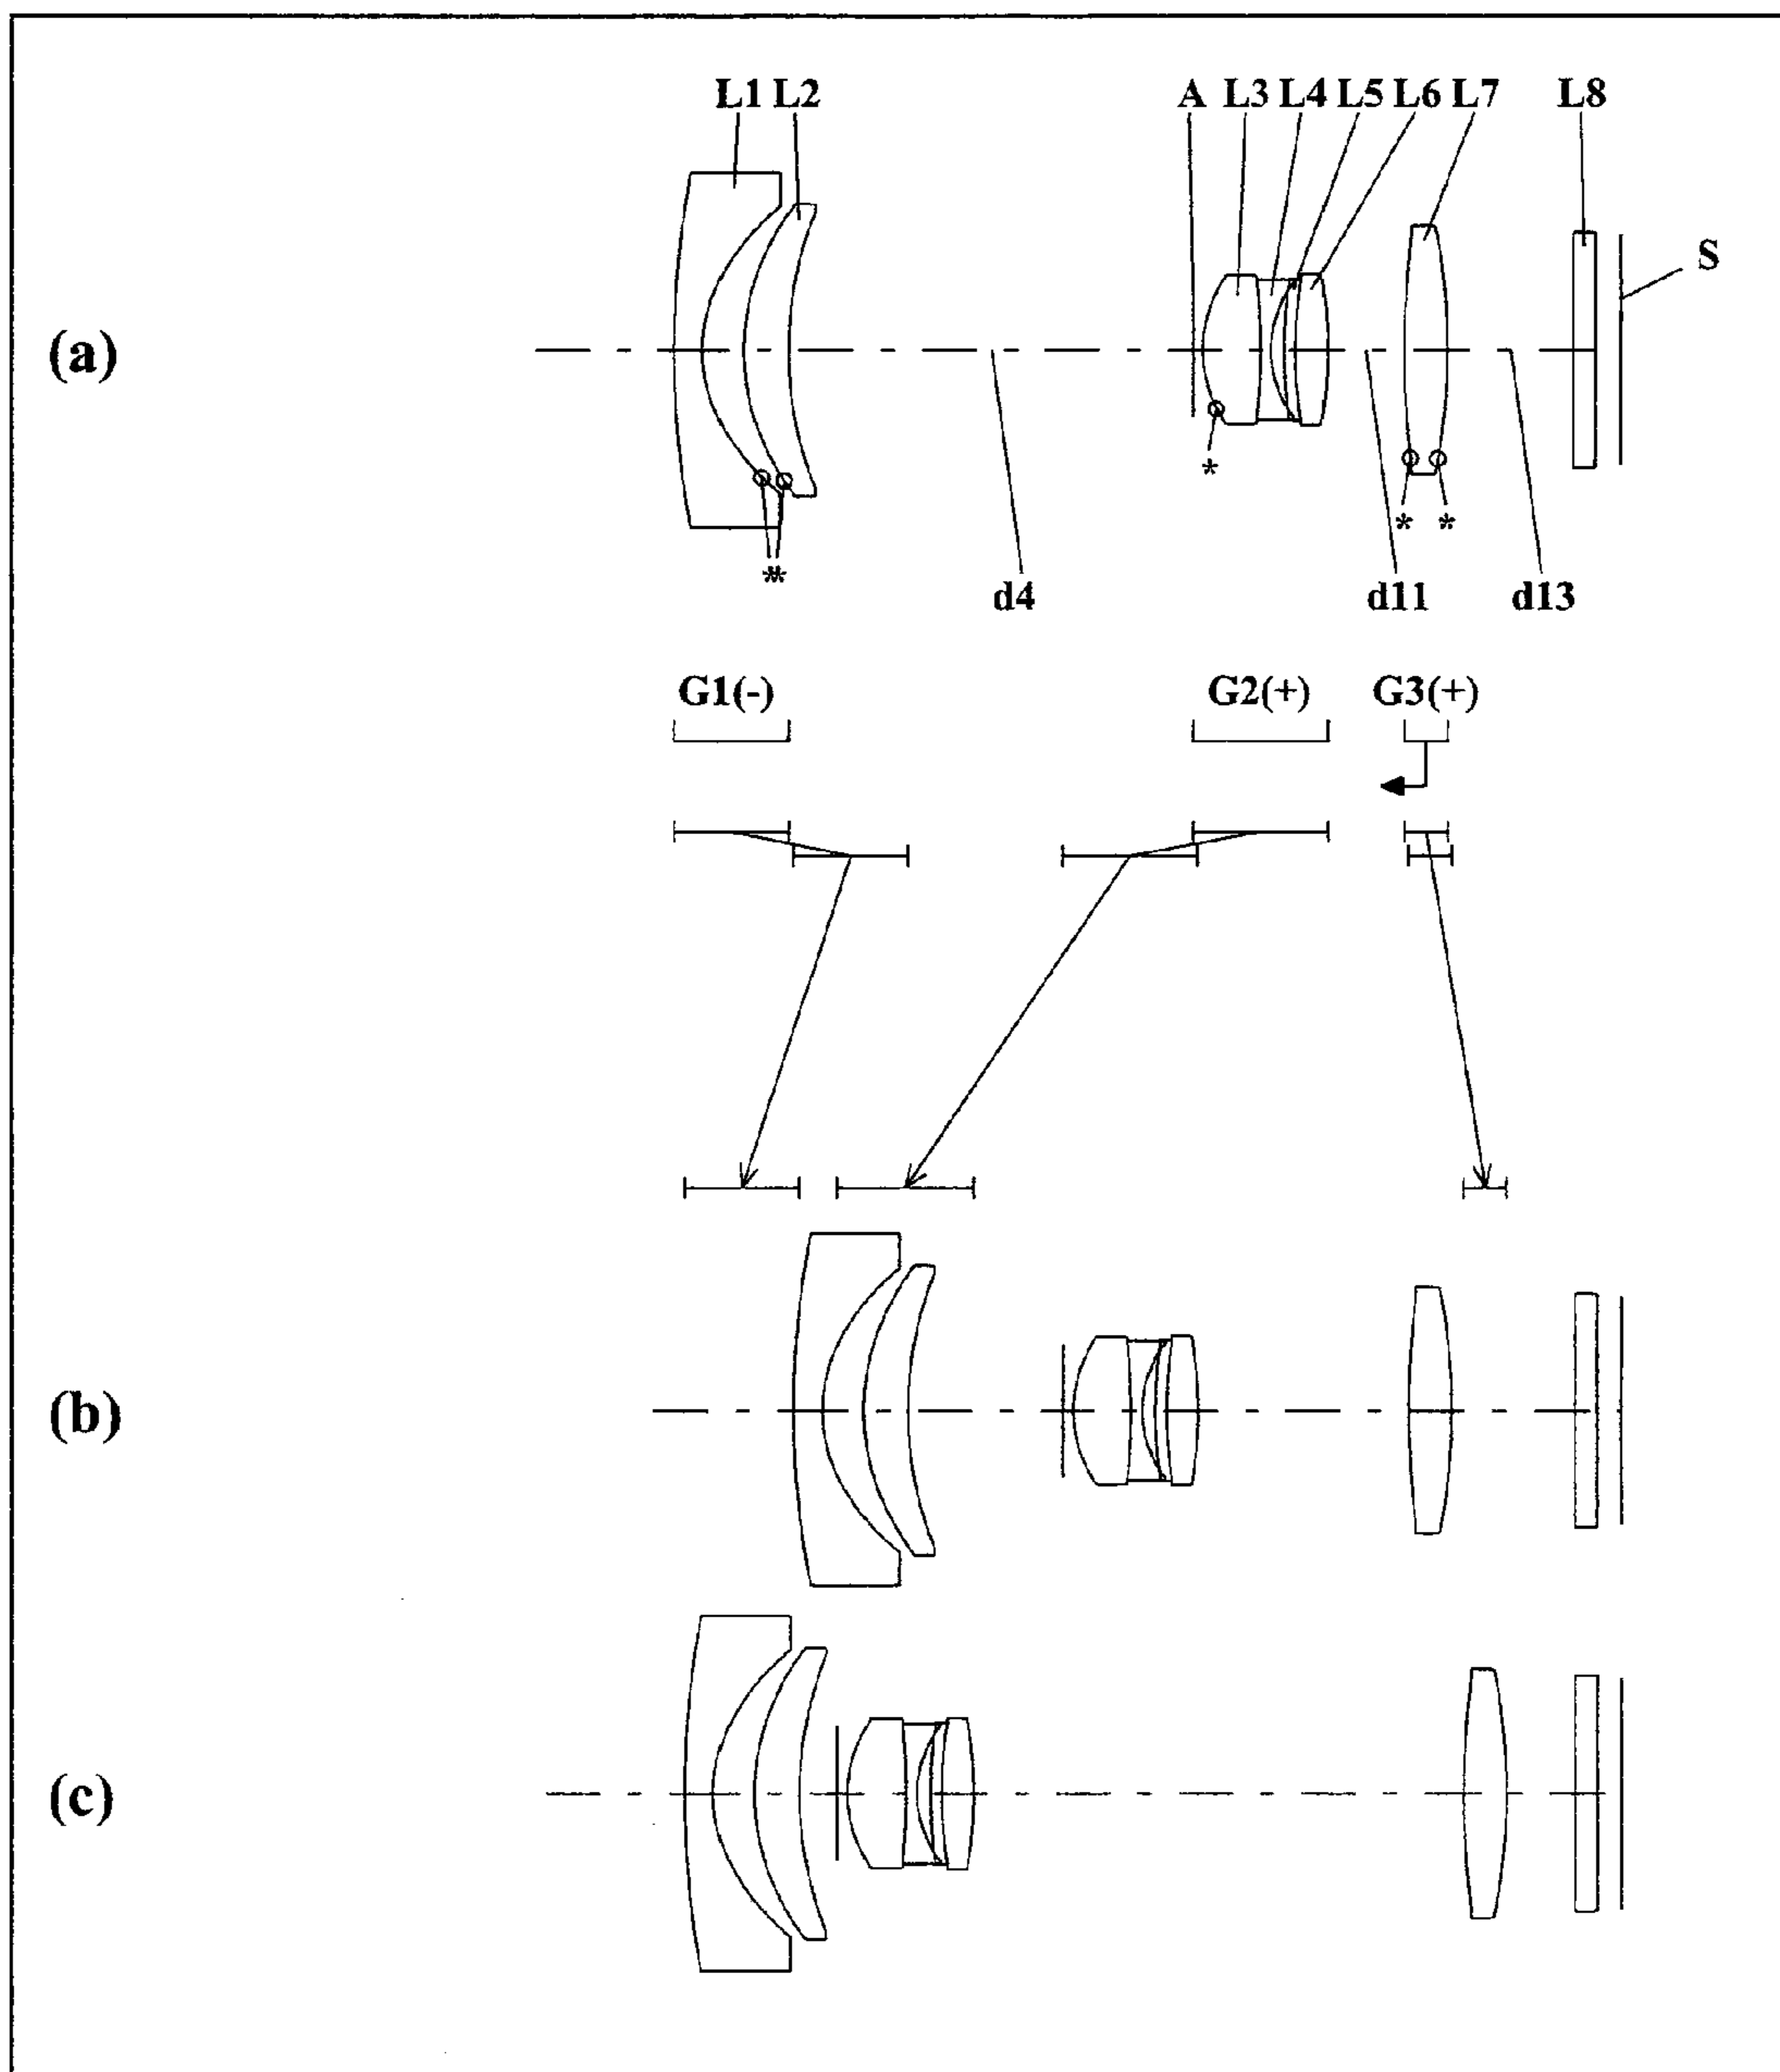 L1 L2 A L3 L4 L5 L6 L7 L8
S
(a)
*
* *
**
d4 d11 d13
G1(-) G2(+) G3(+)
(b)
(c)